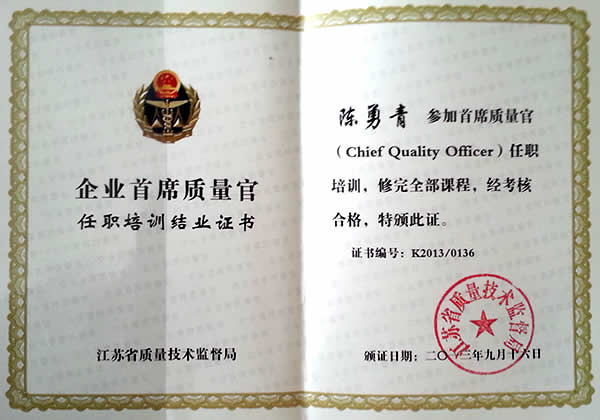 企业首席质量官
任职培训结业证书
江苏省质量技术监督局
陈勇青 参加首席质量官
（Chief Quality Officer）任职
培训，修完全部课程，经考核
合格，特颁此证。
证书编号：K2013/0136
江苏省质量技术监督局
颁证日期：二〇一三年九月十六日